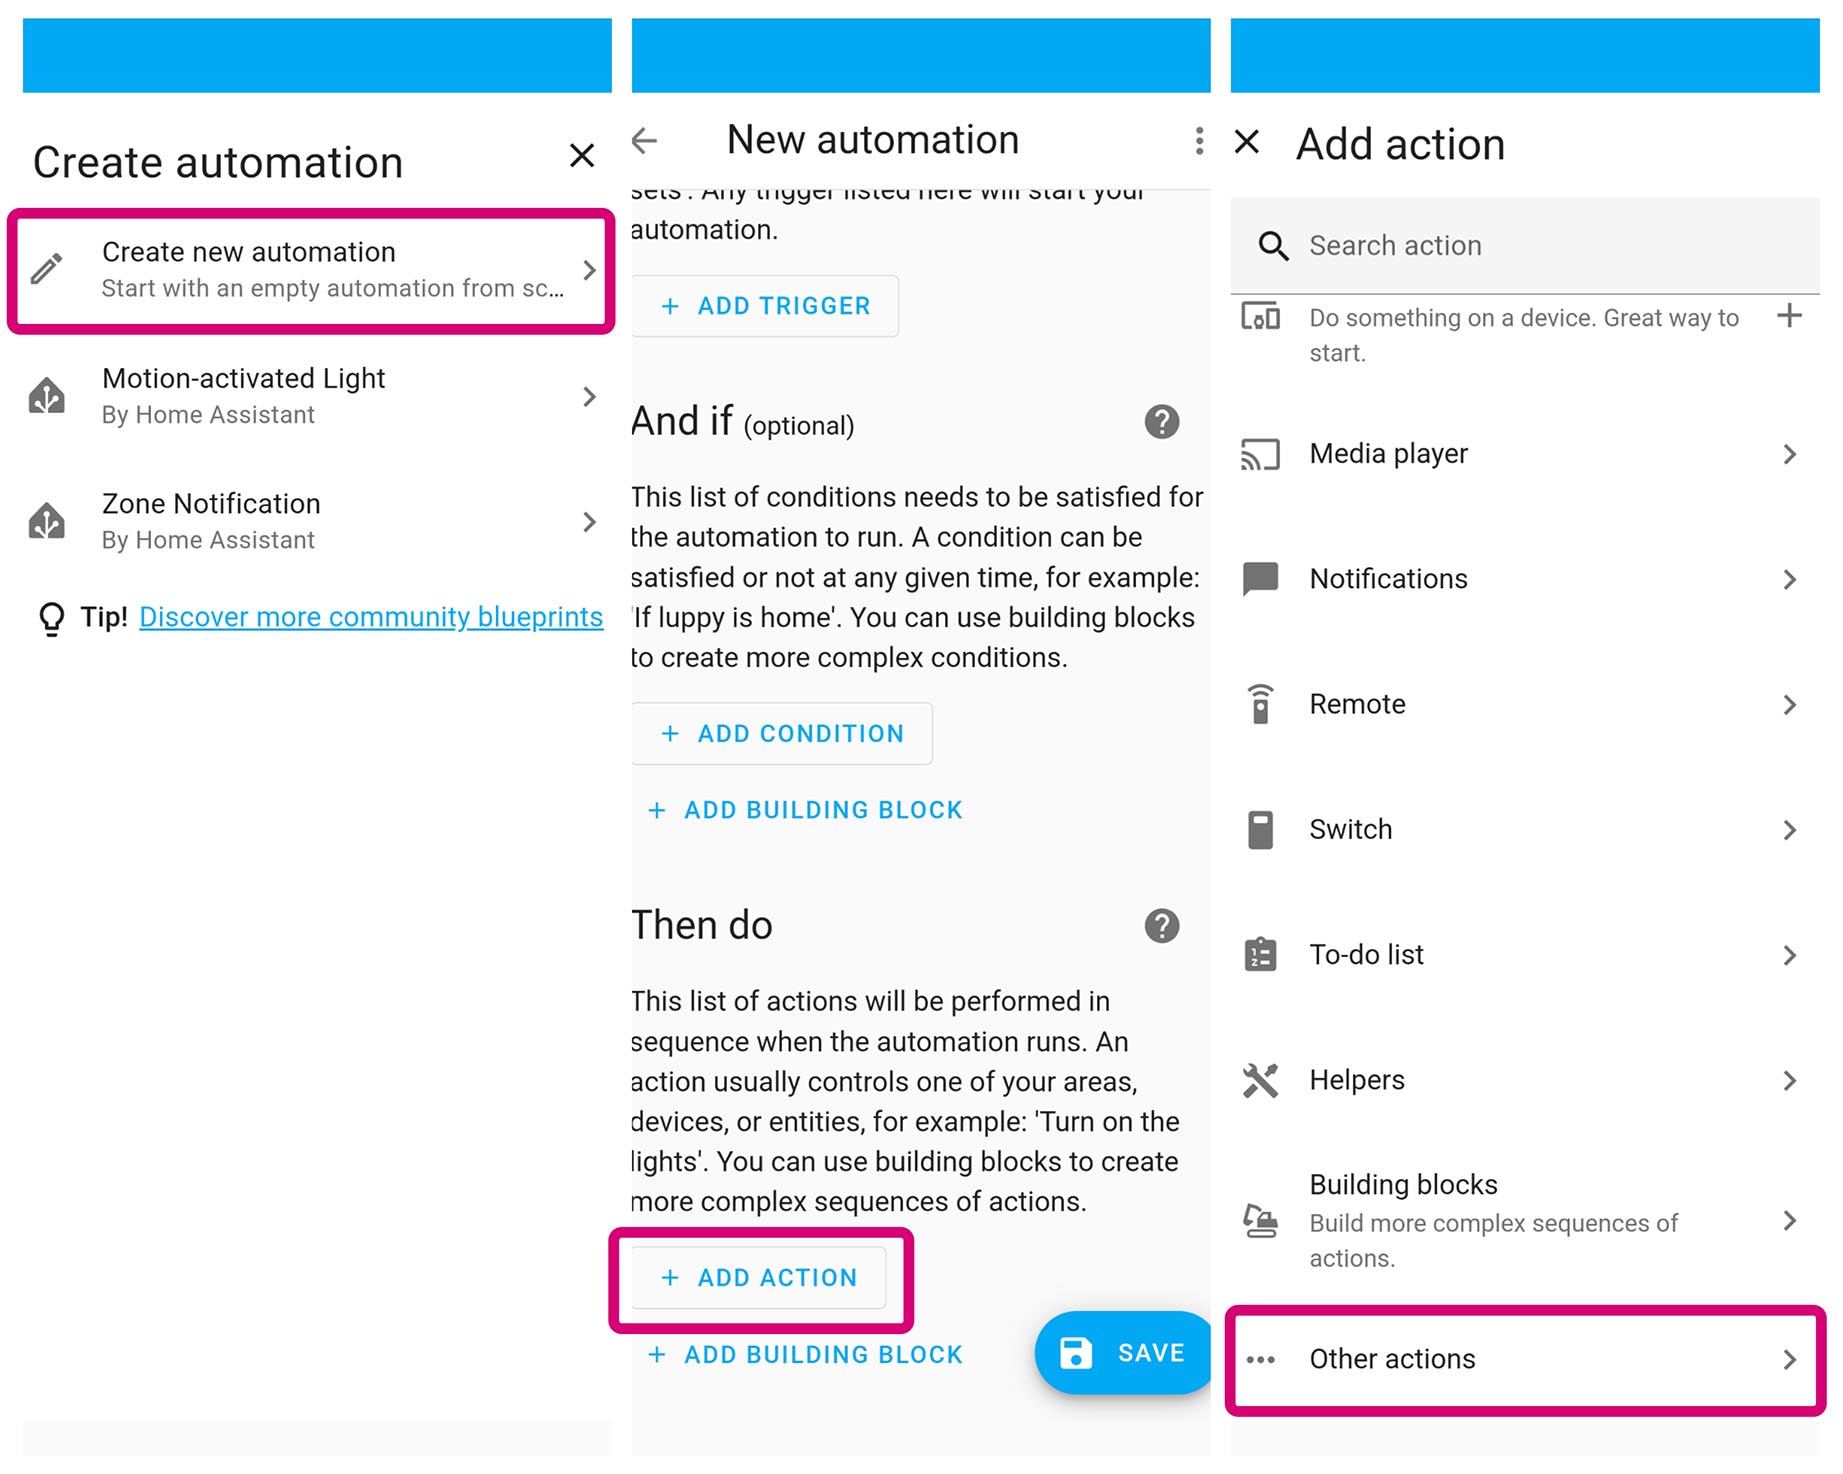 Create automation
Create new automation
Start with an empty automation from sc...
Motion-activated Light
By Home Assistant
Zone Notification
By Home Assistant
Tip! Discover more community blueprints
New automation
sets'. Any trigger listed here will start your
automation.
+ ADD TRIGGER
And if (optional)
This list of conditions needs to be satisfied for
the automation to run. A condition can be
satisfied or not at any given time, for example:
'If luppy is home'. You can use building blocks
to create more complex conditions.
+ ADD CONDITION
+ ADD BUILDING BLOCK
Then do
This list of actions will be performed in
sequence when the automation runs. An
action usually controls one of your areas,
devices, or entities, for example: 'Turn on the
lights'. You can use building blocks to create
more complex sequences of actions.
+ ADD ACTION
+ ADD BUILDING BLOCK
SAVE
Add action
Search action
Do something on a device. Great way to
start.
Media player
Notifications
Remote
Switch
To-do list
Helpers
Building blocks
Build more complex sequences of
actions.
Other actions